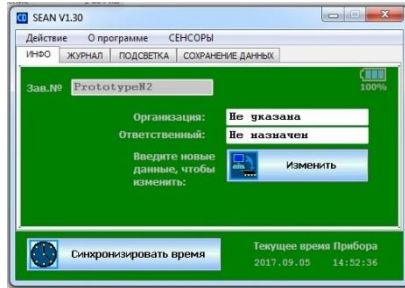 SEAN V1.30
Действие О программе СЕНСОРЫ
ИНФО ЖУРНАЛ ПОДСВЕТКА СОХРАНЕНИЕ ДАННЫХ
Зав.№ PrototypeN2 100%
Организация: Не указана
Ответственный: Не назначен
Введите новые
данные, чтобы
изменить:
Изменить
Синхронизировать время
Текущее время Прибора
2017.09.05 14:52:36